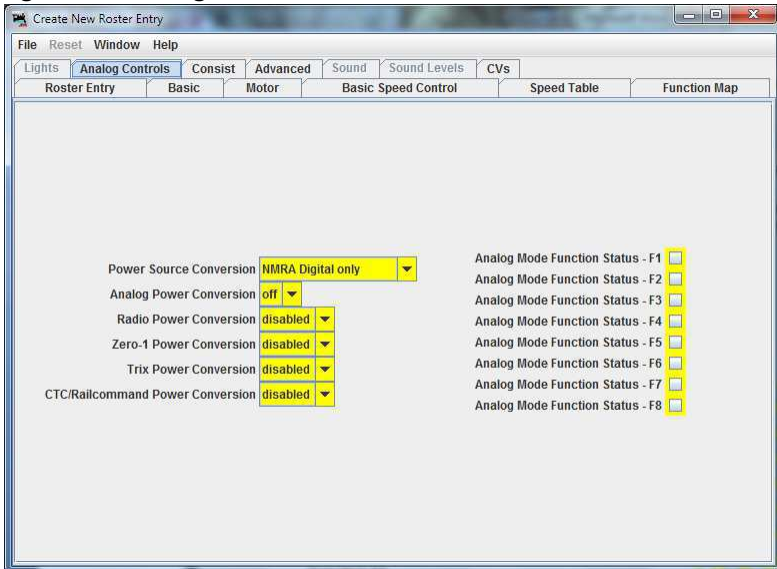 Create New Roster Entry
File Reset Window Help
Lights Analog Controls Consist Advanced Sound Sound Levels CVs
Roster Entry Basic Motor Basic Speed Control Speed Table Function Map
Power Source Conversion NMRA Digital only
Analog Power Conversion off
Radio Power Conversion disabled
Zero-1 Power Conversion disabled
Trix Power Conversion disabled
CTC/Railcommand Power Conversion disabled
Analog Mode Function Status - F1
Analog Mode Function Status - F2
Analog Mode Function Status - F3
Analog Mode Function Status - F4
Analog Mode Function Status - F5
Analog Mode Function Status - F6
Analog Mode Function Status - F7
Analog Mode Function Status - F8